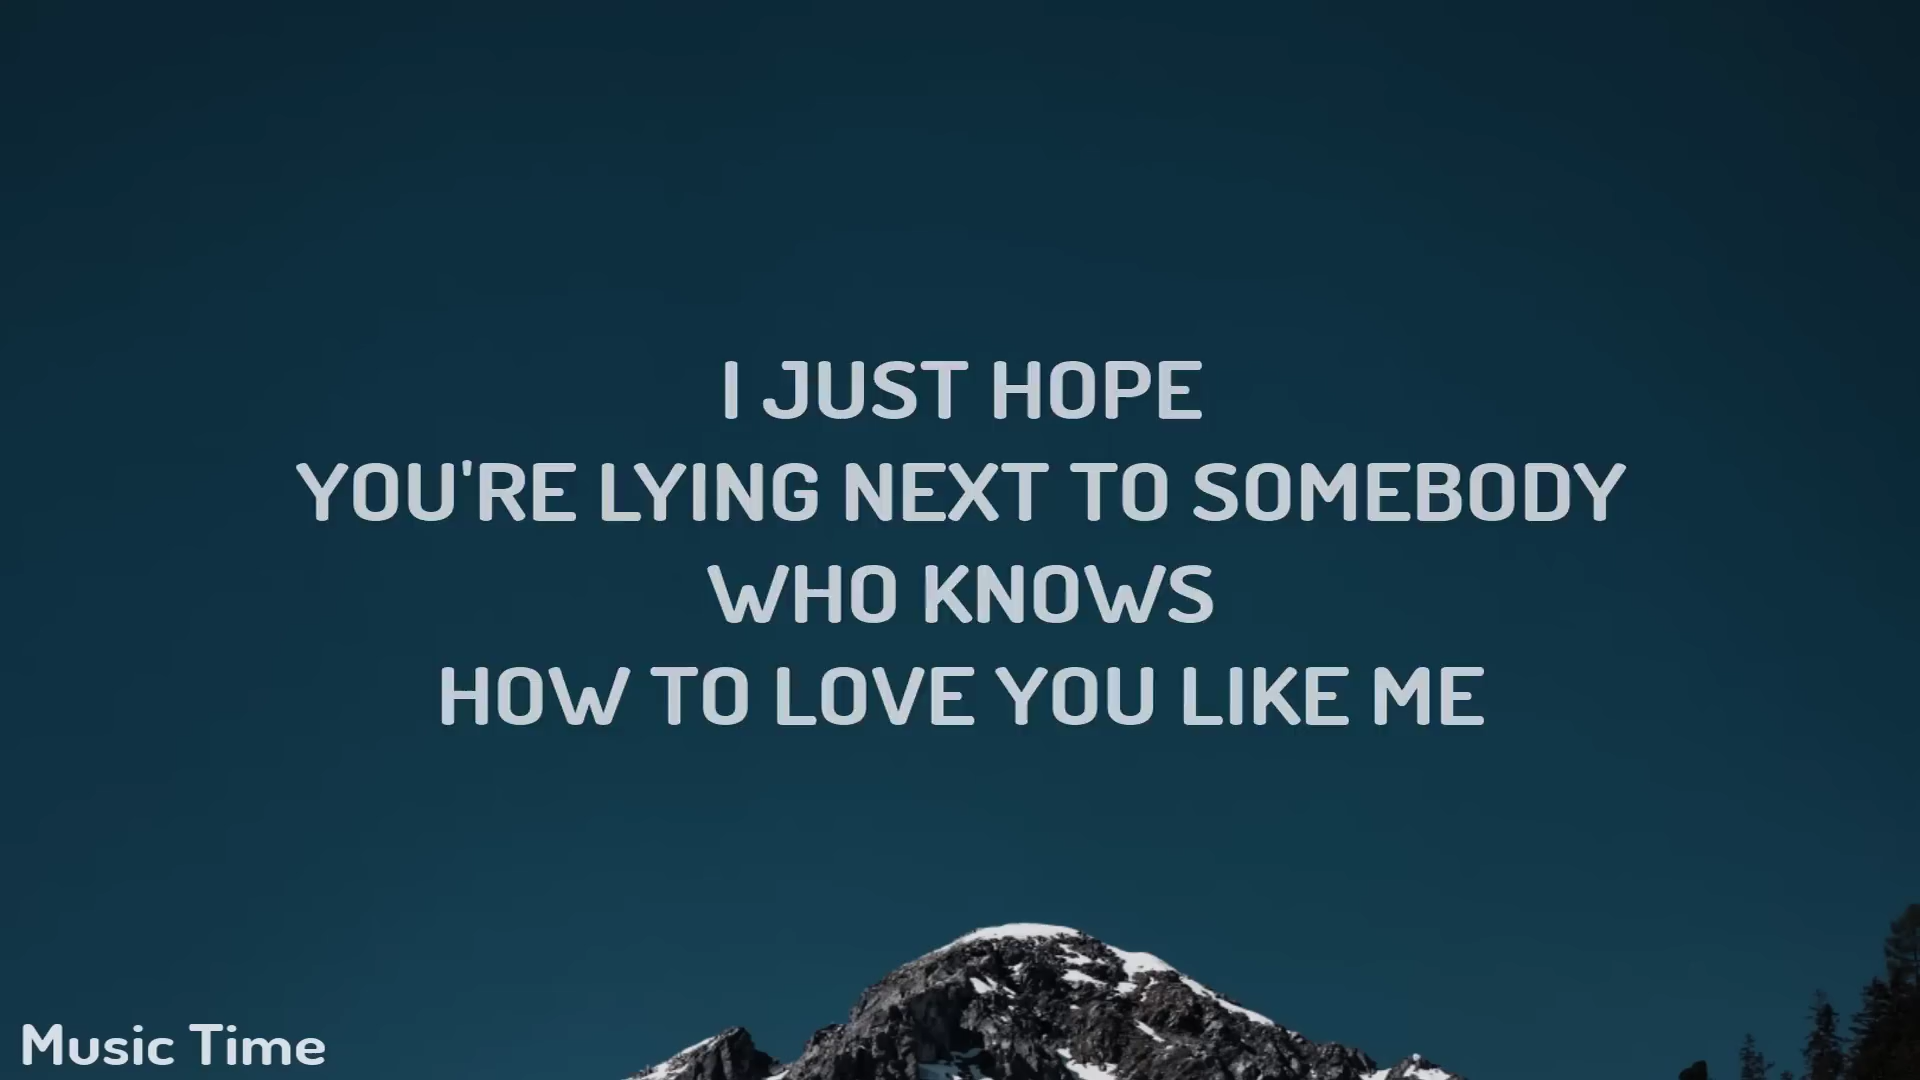 I JUST HOPE
YOU'RE LYING NEXT TO SOMEBODY
WHO KNOWS
HOW TO LOVE YOU LIKE ME
Music Time